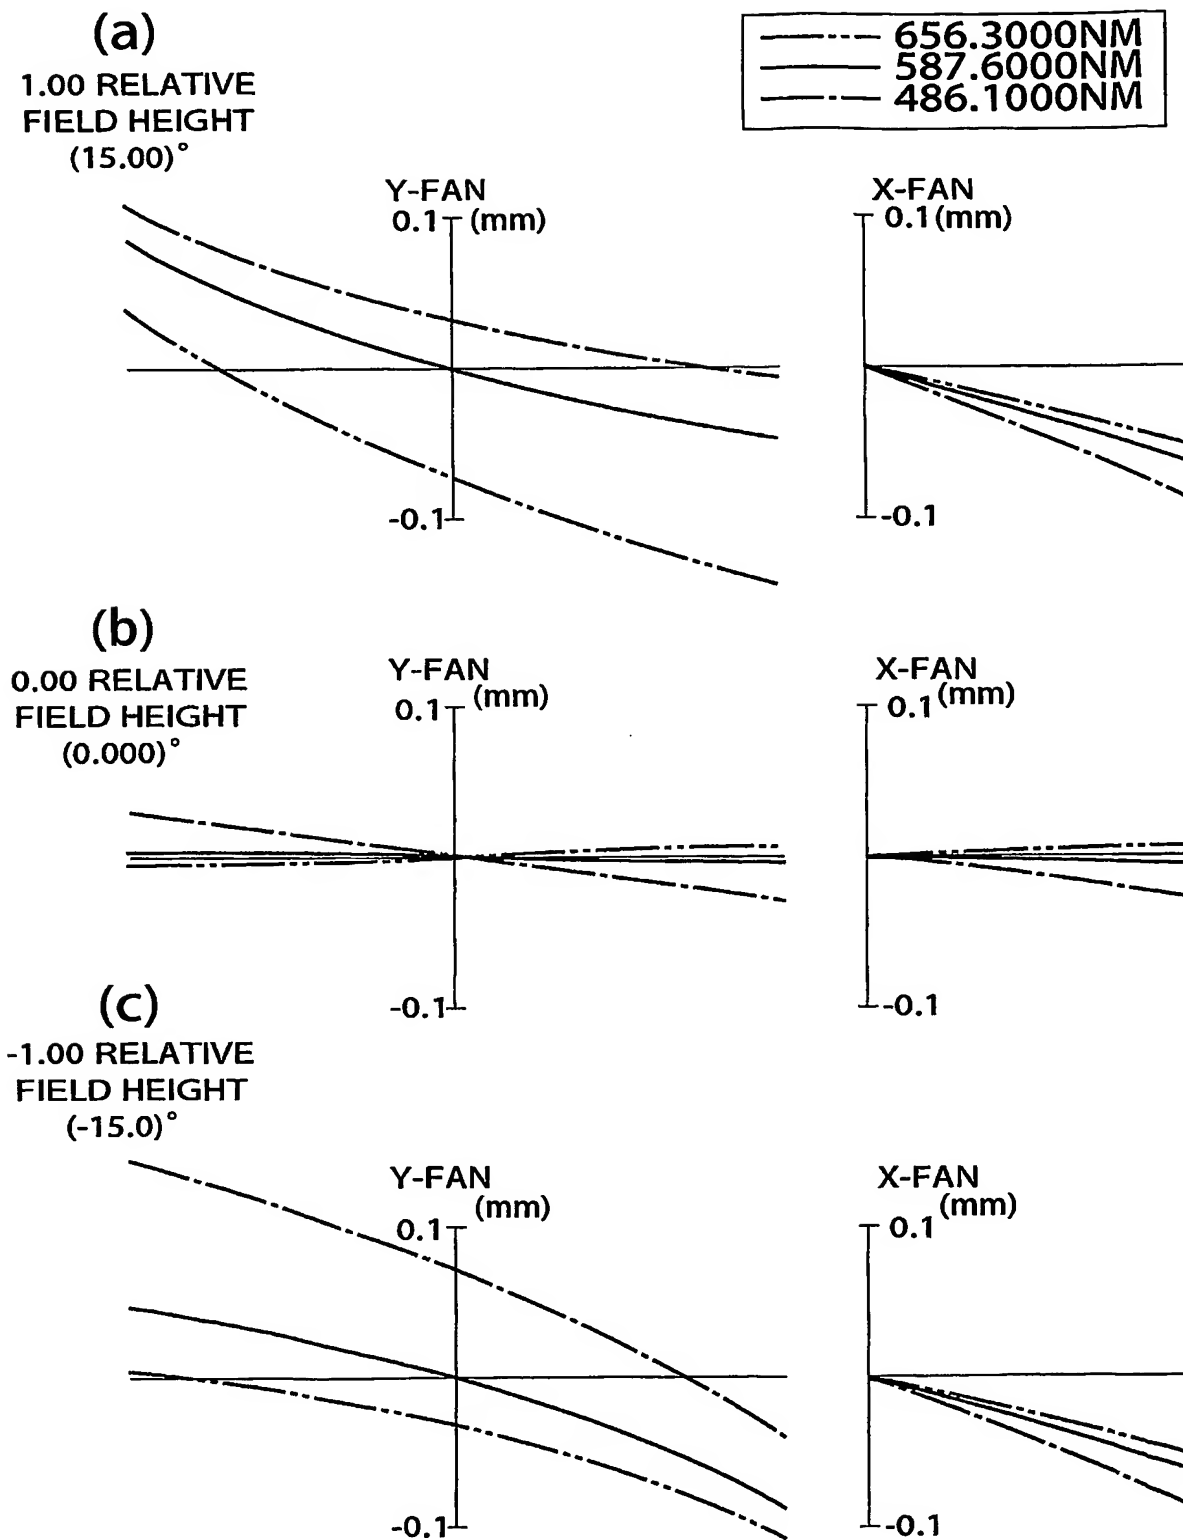 (a)
1.00 RELATIVE
FIELD HEIGHT
(15.00)°
656.3000NM
587.6000NM
486.1000NM
Y-FAN
0.1 (mm)
-0.1
X-FAN
0.1 (mm)
-0.1
(b)
0.00 RELATIVE
FIELD HEIGHT
(0.000)°
Y-FAN
0.1 (mm)
-0.1
X-FAN
0.1 (mm)
-0.1
(c)
-1.00 RELATIVE
FIELD HEIGHT
(-15.0)°
Y-FAN
0.1 (mm)
-0.1
X-FAN
0.1 (mm)
-0.1